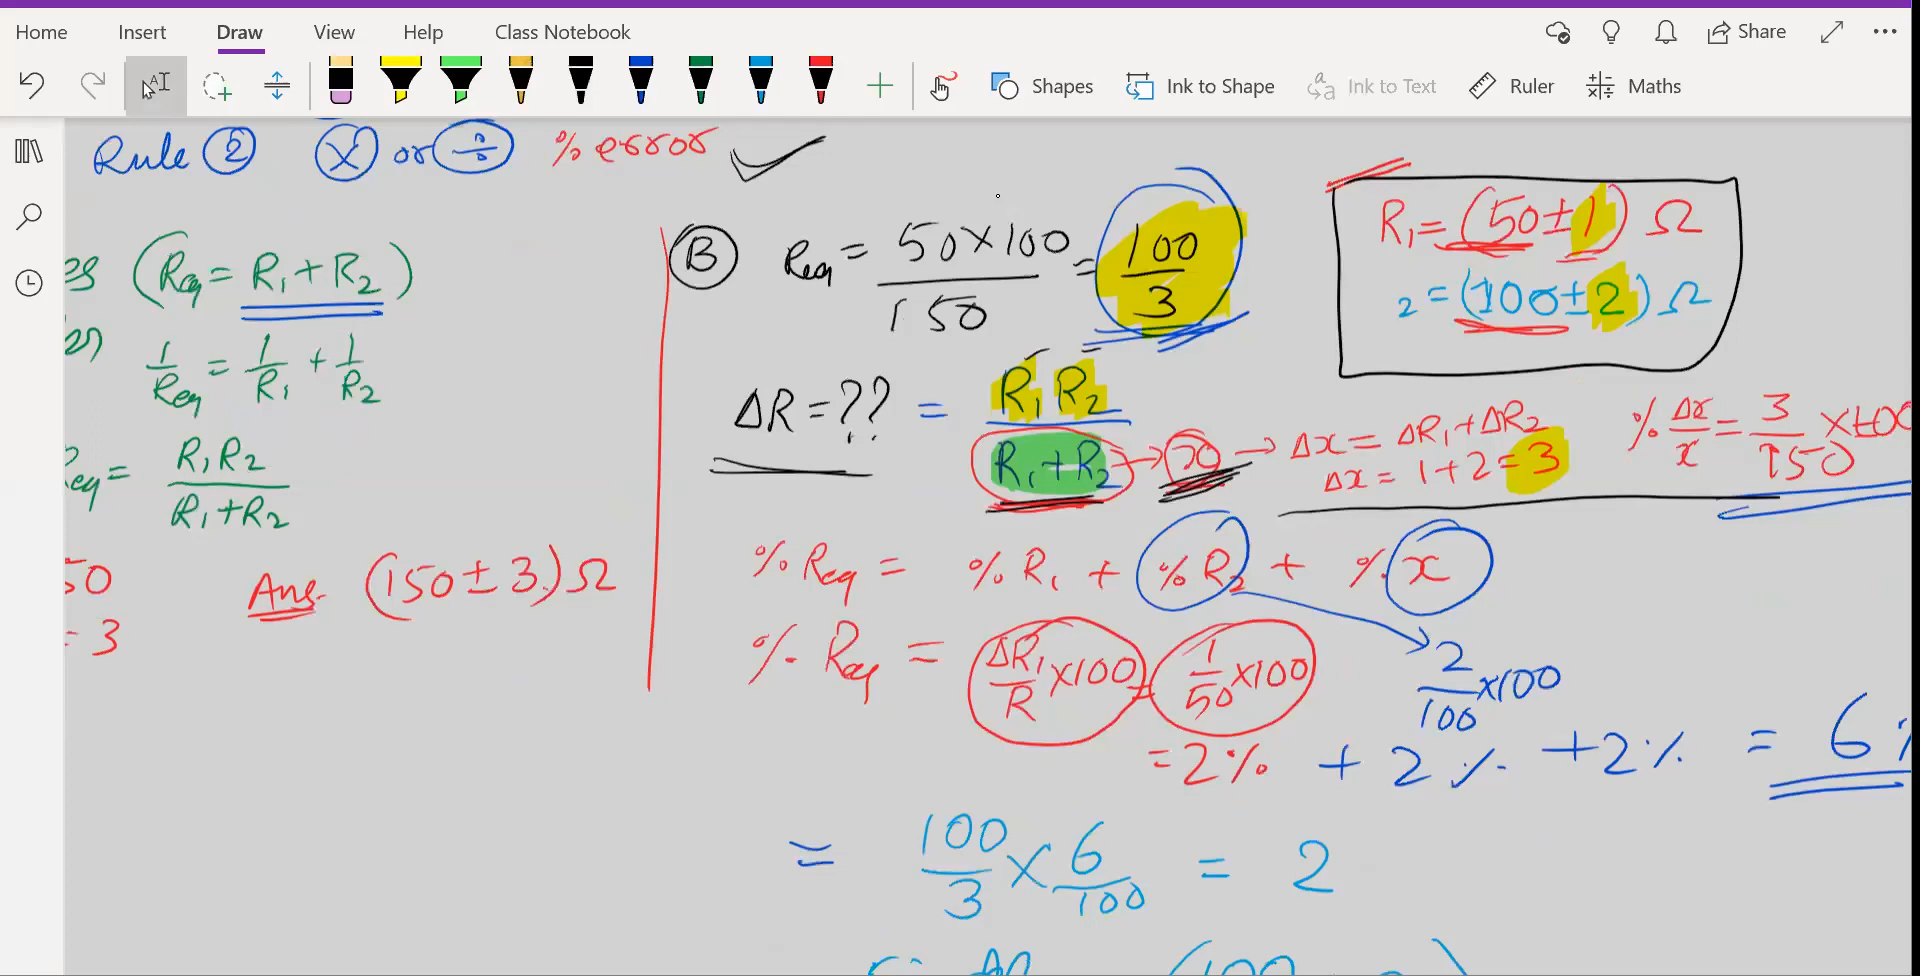 Home Insert Draw View Help Class Notebook Share
Shapes Ink to Shape Ink to Text Ruler Maths
Rule ② ⓧ or ÷ % error ✓
es (Req = R₁ + R₂)
1/Req = 1/R₁ + 1/R₂
Req = R₁R₂/(R₁+R₂)
50
= 3
Ans. (150 ± 3) Ω
Ⓑ Req = (50×100)/150 = 100/3
R₁ = (50±1) Ω
₂ = (100±2) Ω
ΔR = ?? = R₁R₂/(R₁+R₂) → x → Δx = ΔR₁+ΔR₂
Δx = 1+2 = 3
% Δx/x = 3/150 ×100
% Req = % R₁ + % R₂ + % x
% Req = ΔR₁/R ×100 = 1/50 ×100
2/100 ×100
= 2% + 2% + 2% = 6%
= 100/3 × 6/100 = 2